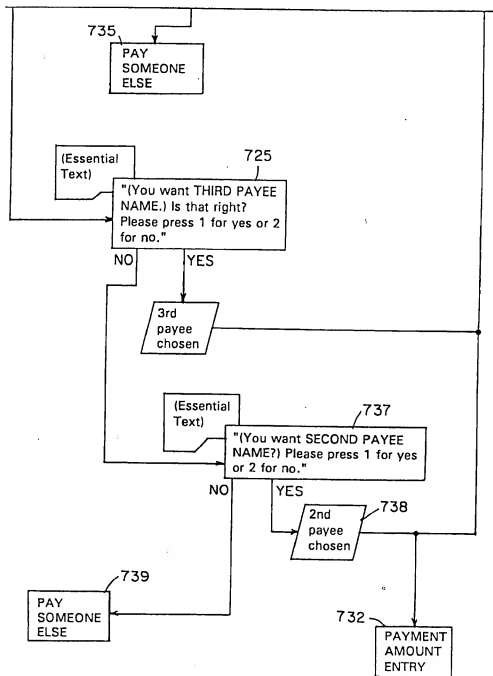 735
PAY
SOMEONE
ELSE
(Essential
Text)
725
"(You want THIRD PAYEE
NAME.) Is that right?
Please press 1 for yes or 2
for no."
NO
YES
3rd
payee
chosen
(Essential
Text)
737
"(You want SECOND PAYEE
NAME?) Please press 1 for yes
or 2 for no."
NO
YES
2nd
payee
chosen
738
739
PAY
SOMEONE
ELSE
732
PAYMENT
AMOUNT
ENTRY